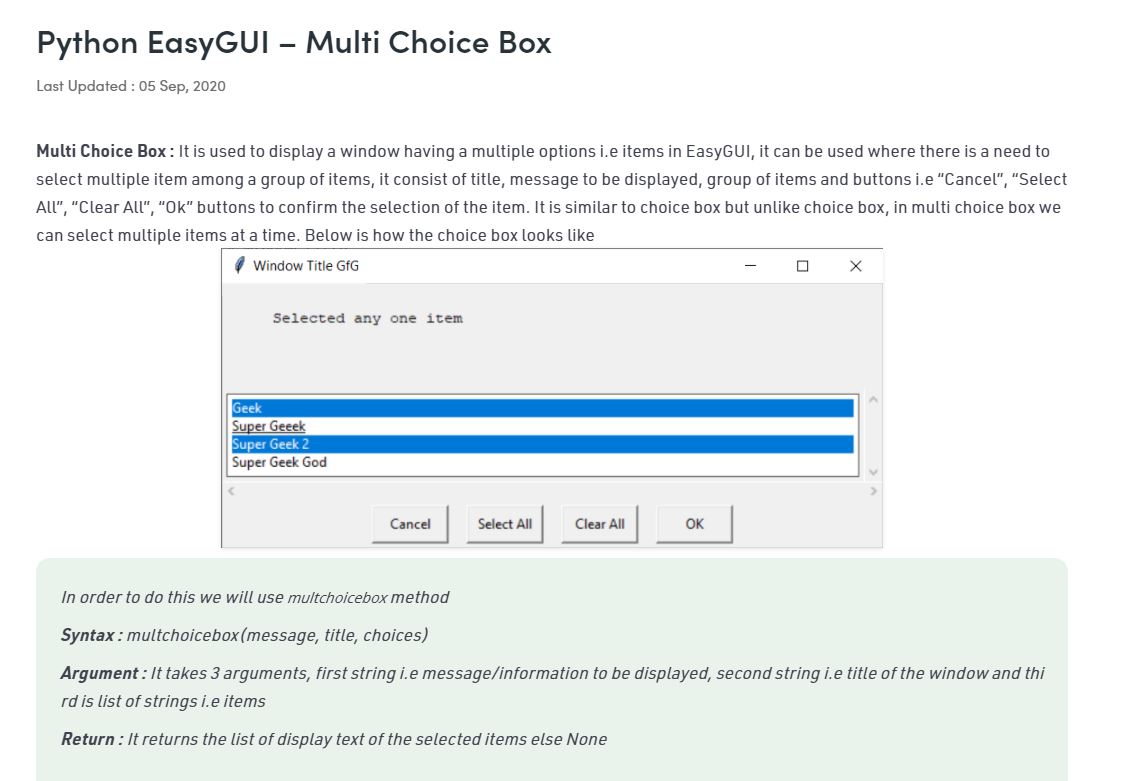 Python EasyGUI – Multi Choice Box
Last Updated : 05 Sep, 2020
Multi Choice Box : It is used to display a window having a multiple options i.e items in EasyGUI, it can be used where there is a need to
select multiple item among a group of items, it consist of title, message to be displayed, group of items and buttons i.e “Cancel”, “Select
All”, “Clear All”, “Ok” buttons to confirm the selection of the item. It is similar to choice box but unlike choice box, in multi choice box we
can select multiple items at a time. Below is how the choice box looks like
Window Title GfG
Selected any one item
Geek
Super Geeek
Super Geek 2
Super Geek God
Cancel Select All Clear All OK
In order to do this we will use multchoicebox method
Syntax : multchoicebox(message, title, choices)
Argument : It takes 3 arguments, first string i.e message/information to be displayed, second string i.e title of the window and thi
rd is list of strings i.e items
Return : It returns the list of display text of the selected items else None